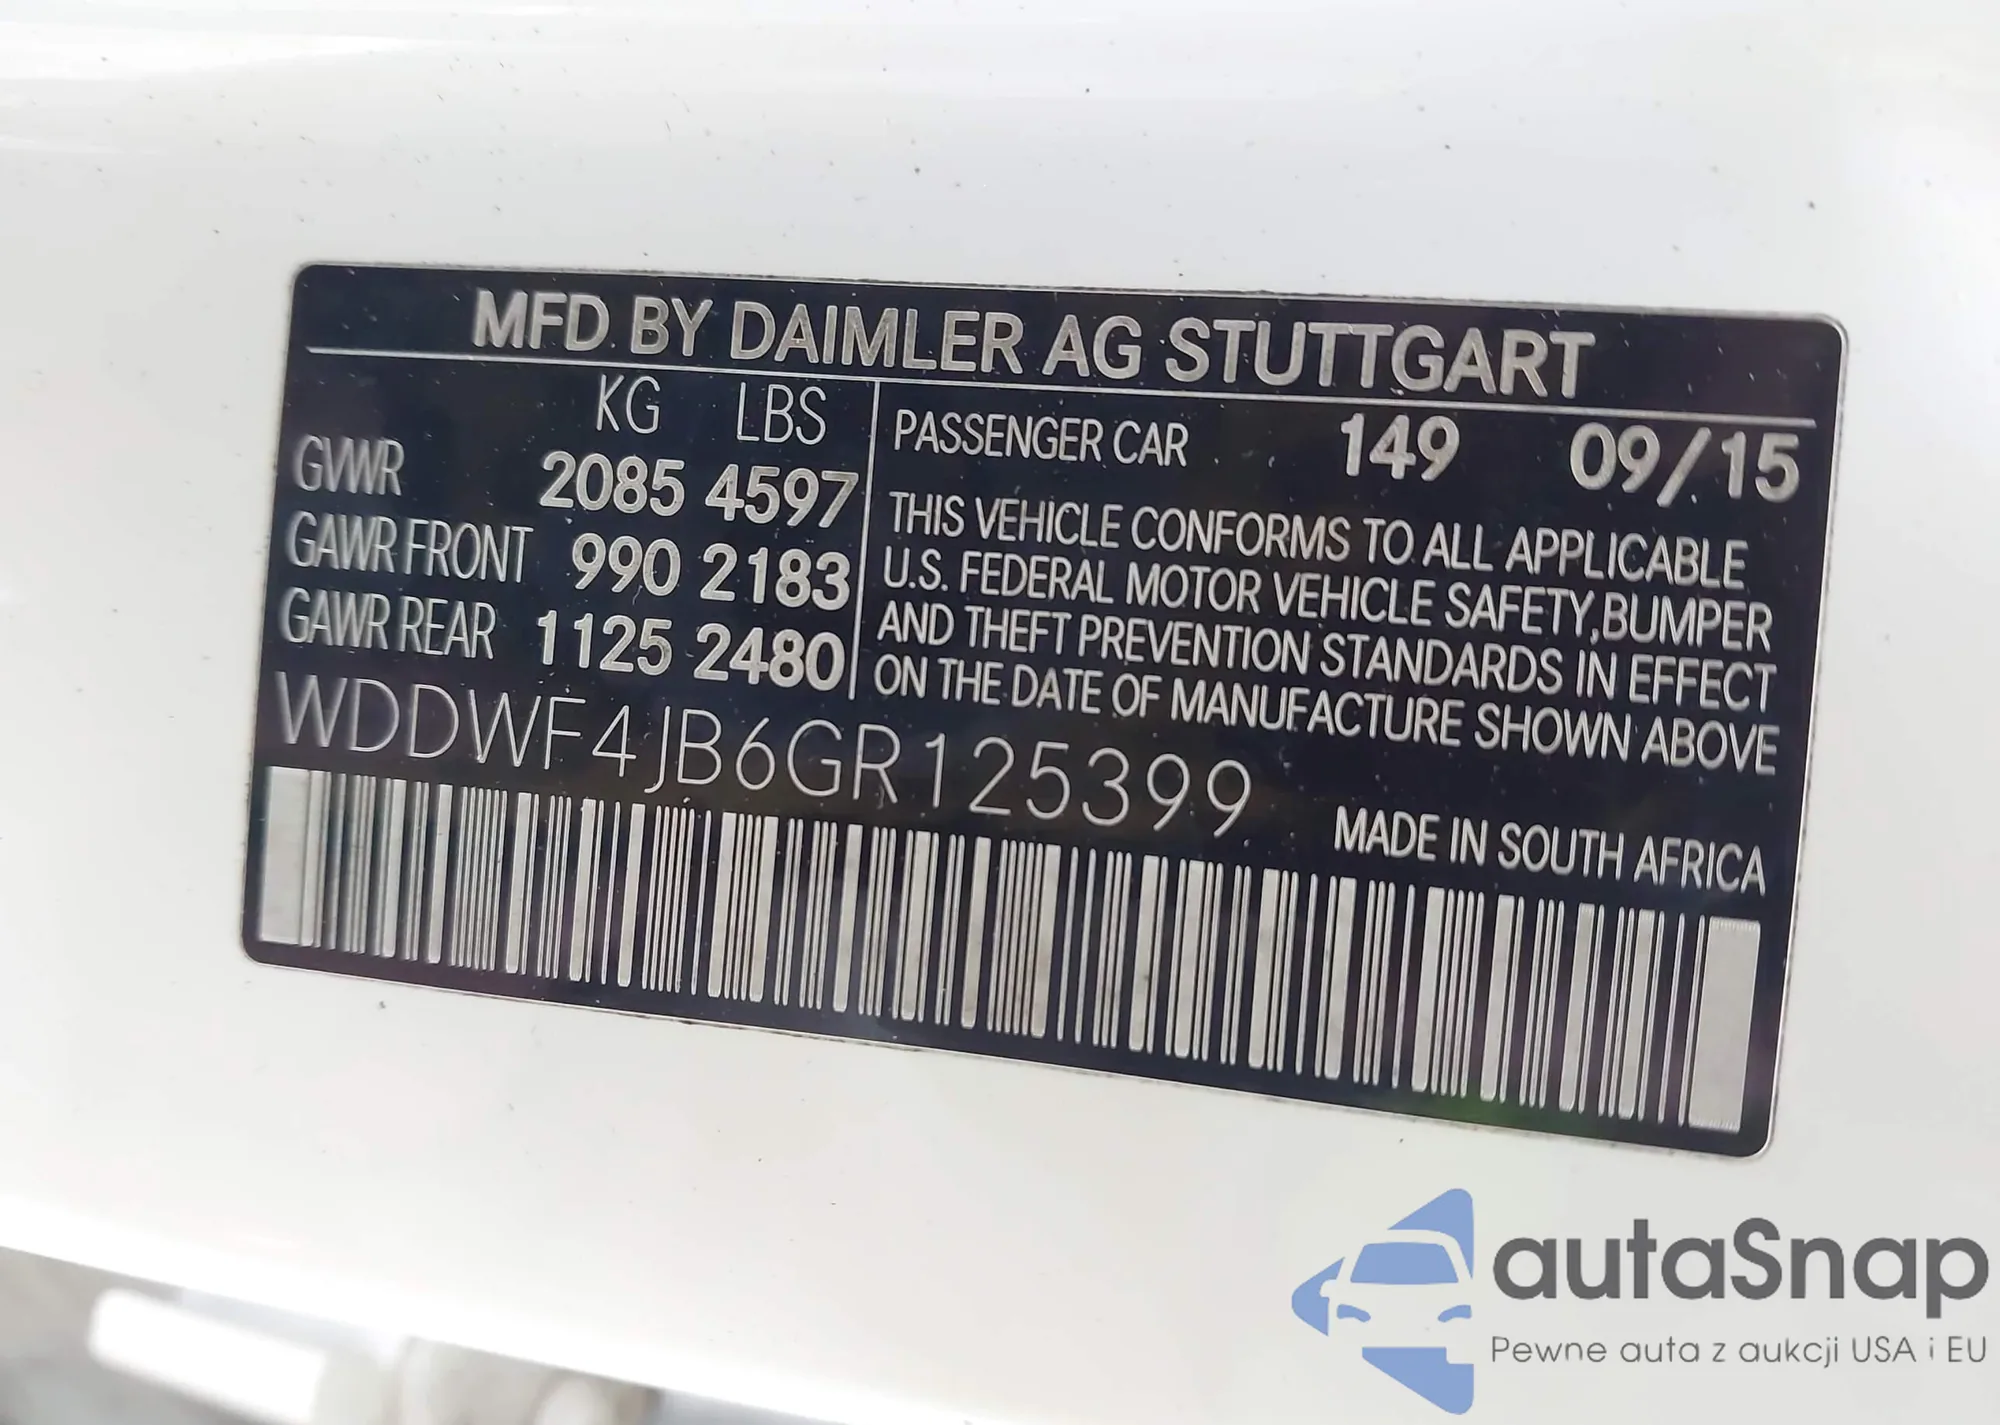 MFD. BY DAIMLER AG STUTTGART
KG LBS
GVWR 2085 4597
GAWR FRONT 990 2183
GAWR REAR 1125 2480
PASSENGER CAR 149 09/15
THIS VEHICLE CONFORMS TO ALL APPLICABLE
U.S. FEDERAL MOTOR VEHICLE SAFETY,BUMPER
AND THEFT PREVENTION STANDARDS IN EFFECT
ON THE DATE OF MANUFACTURE SHOWN ABOVE
WDDWF4JB6GR125399
MADE IN SOUTH AFRICA
autaSnap
Pewne auta z aukcji USA i EU